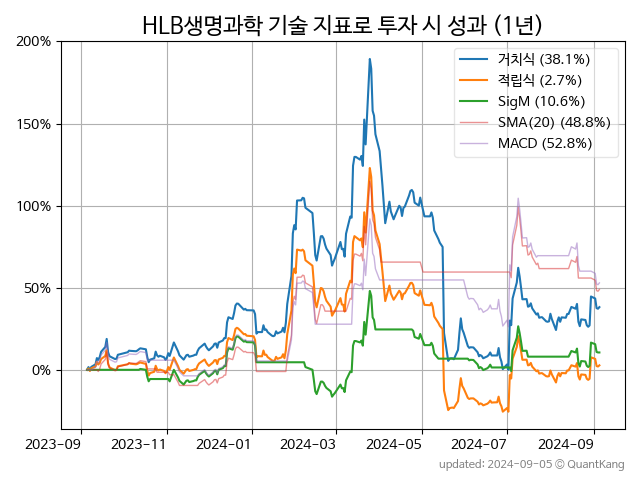 HLB생명과학 기술 지표로 투자 시 성과 (1년)
200%
150%
100%
50%
0%
거치식 (38.1%)
적립식 (2.7%)
SigM (10.6%)
SMA(20) (48.8%)
MACD (52.8%)
2023-09 2023-11 2024-01 2024-03 2024-05 2024-07 2024-09
updated: 2024-09-05 © QuantKang